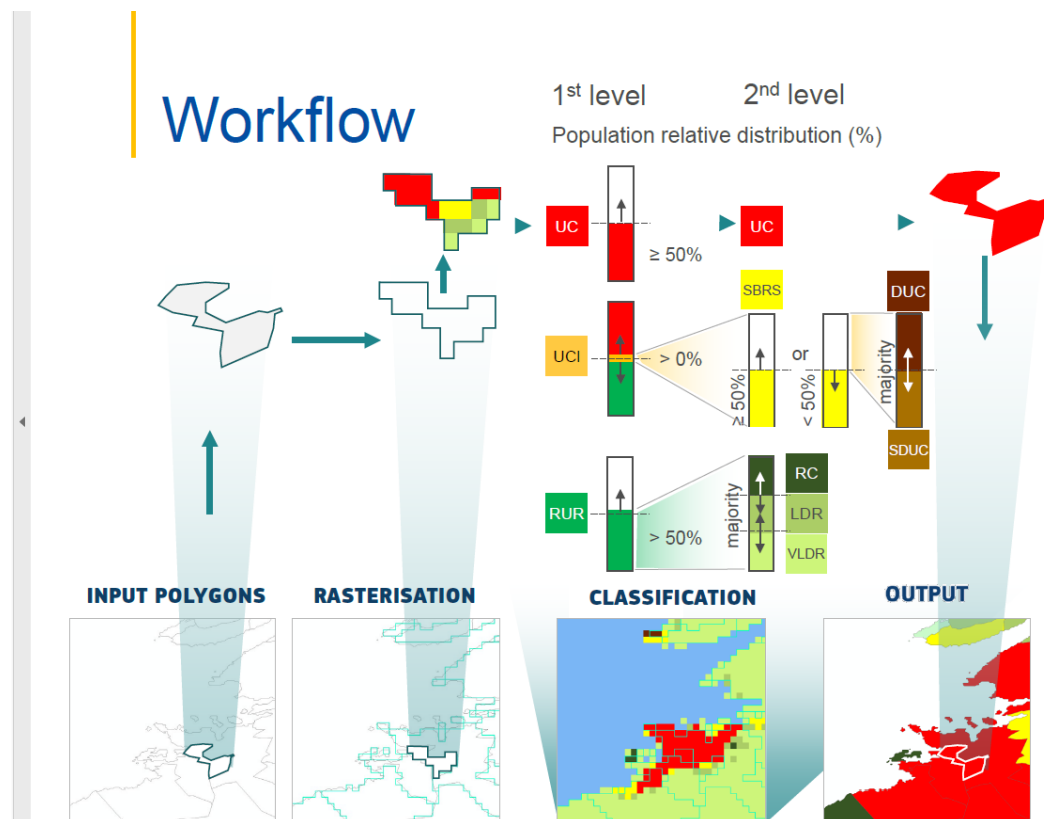 Workflow
1st level
2nd level
Population relative distribution (%)
UC
≥ 50%
UC
UCI
> 0%
SBRS
≥ 50%
or
< 50%
DUC
majority
SDUC
RUR
> 50%
majority
RC
LDR
VLDR
INPUT POLYGONS
RASTERISATION
CLASSIFICATION
OUTPUT